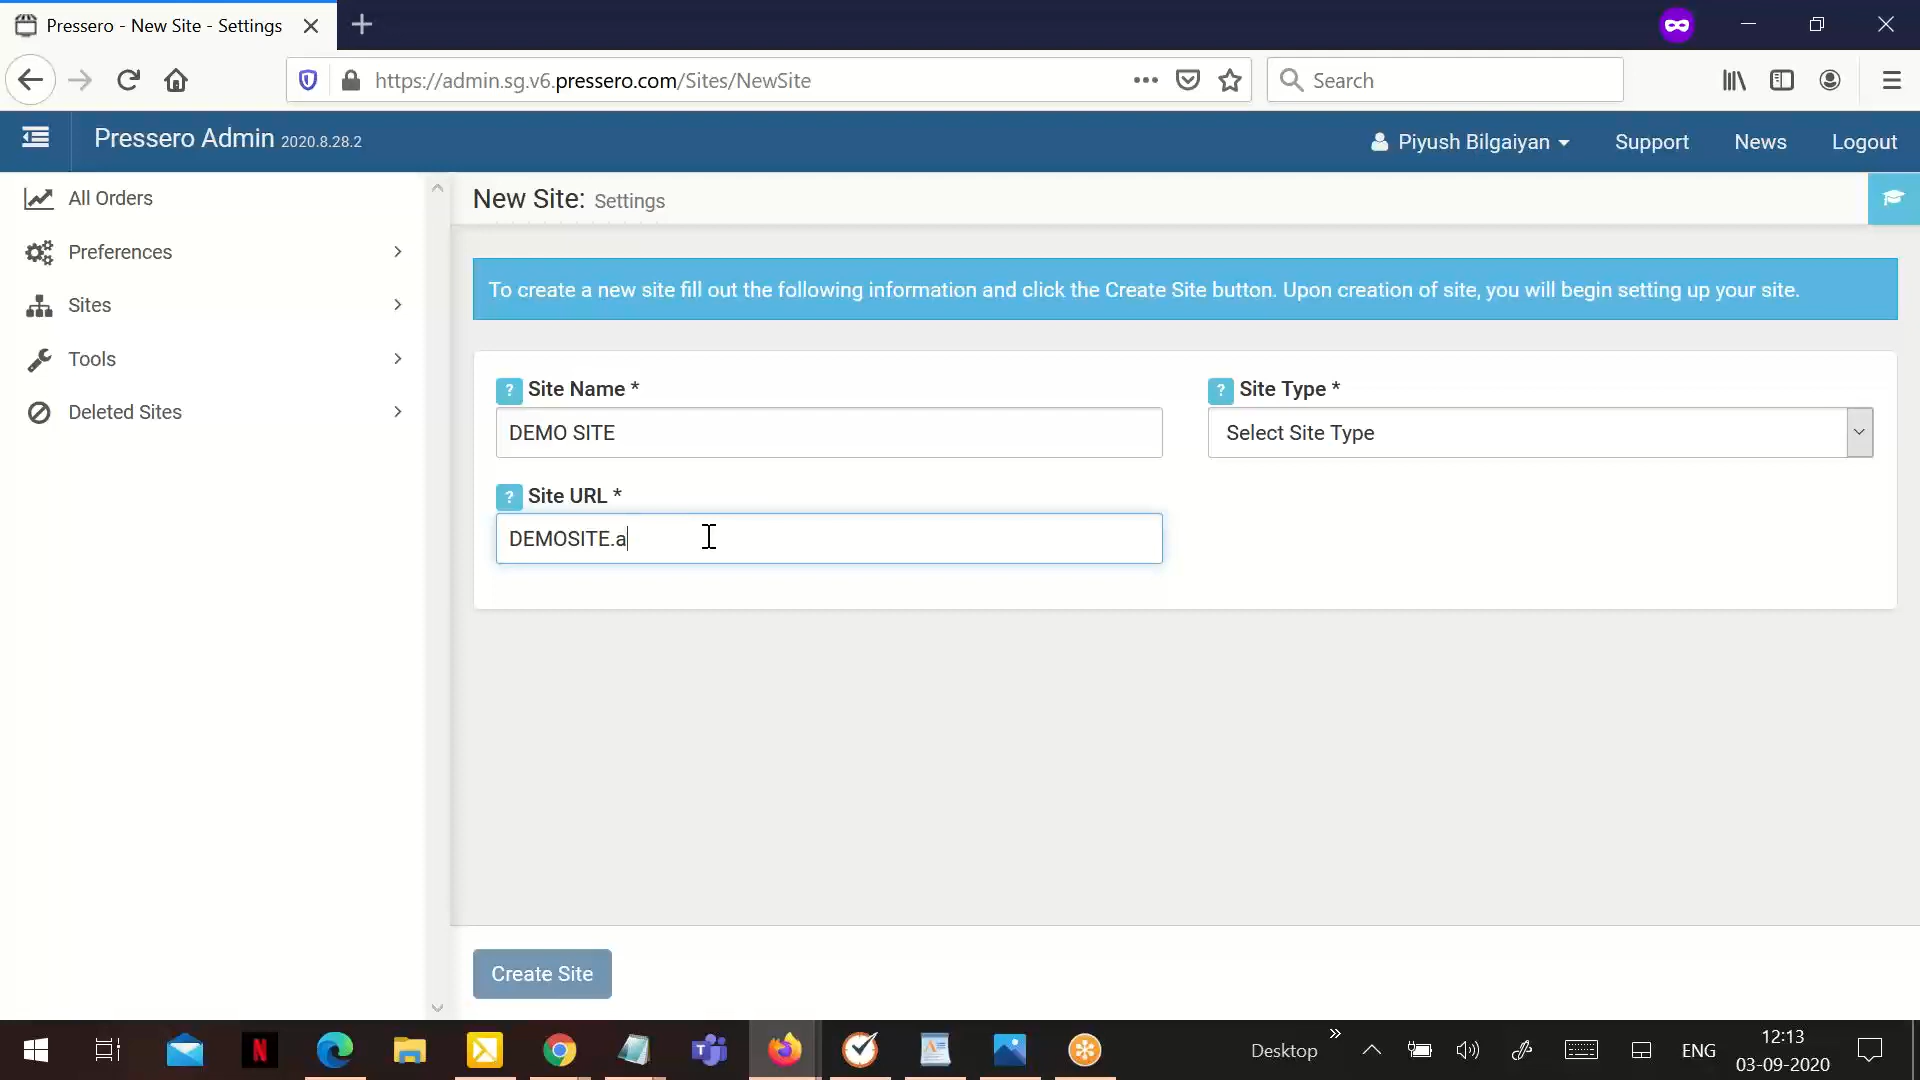 Pressero - New Site - Settings
https://admin.sg.v6.pressero.com/Sites/NewSite
Search
Pressero Admin 2020.8.28.2
Piyush Bilgaiyan
Support
News
Logout
All Orders
Preferences
Sites
Tools
Deleted Sites
New Site: Settings
To create a new site fill out the following information and click the Create Site button. Upon creation of site, you will begin setting up your site.
? Site Name *
DEMO SITE
? Site Type *
Select Site Type
? Site URL *
DEMOSITE.a
Create Site
Desktop
ENG
12:13
03-09-2020